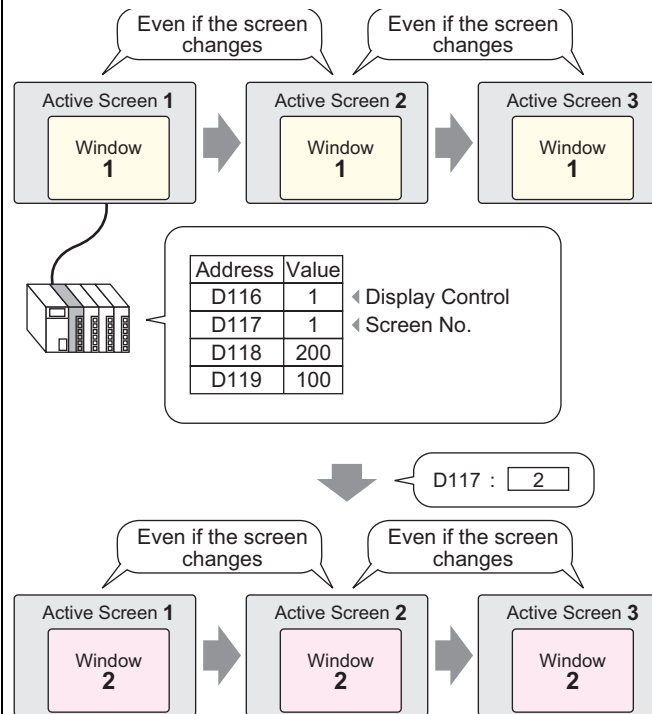 Even if the screen
changes
Even if the screen
changes
Active Screen 1
Window
1
Active Screen 2
Window
1
Active Screen 3
Window
1
Address Value
D116 1 Display Control
D117 1 Screen No.
D118 200
D119 100
D117 : 2
Even if the screen
changes
Even if the screen
changes
Active Screen 1
Window
2
Active Screen 2
Window
2
Active Screen 3
Window
2